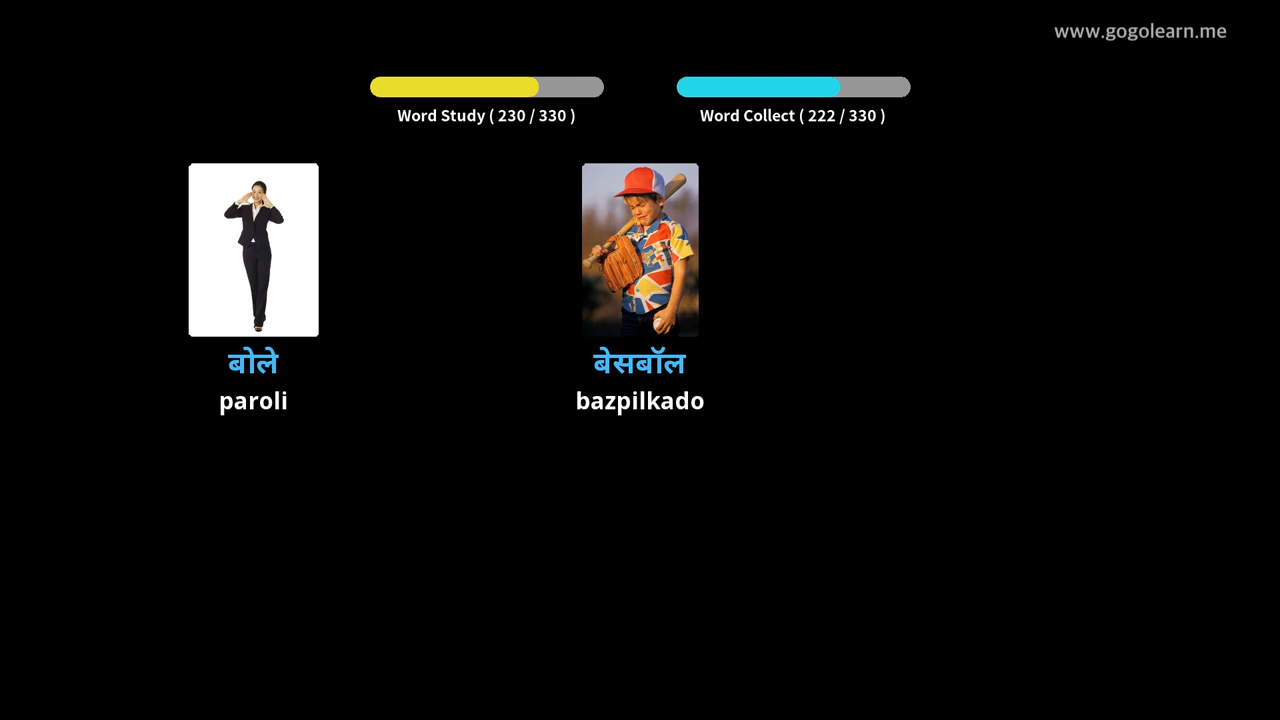 www.gogolearn.me
Word Study ( 230 / 330 )
Word Collect ( 222 / 330 )
बोले
बेसबॉल
paroli
bazpilkado